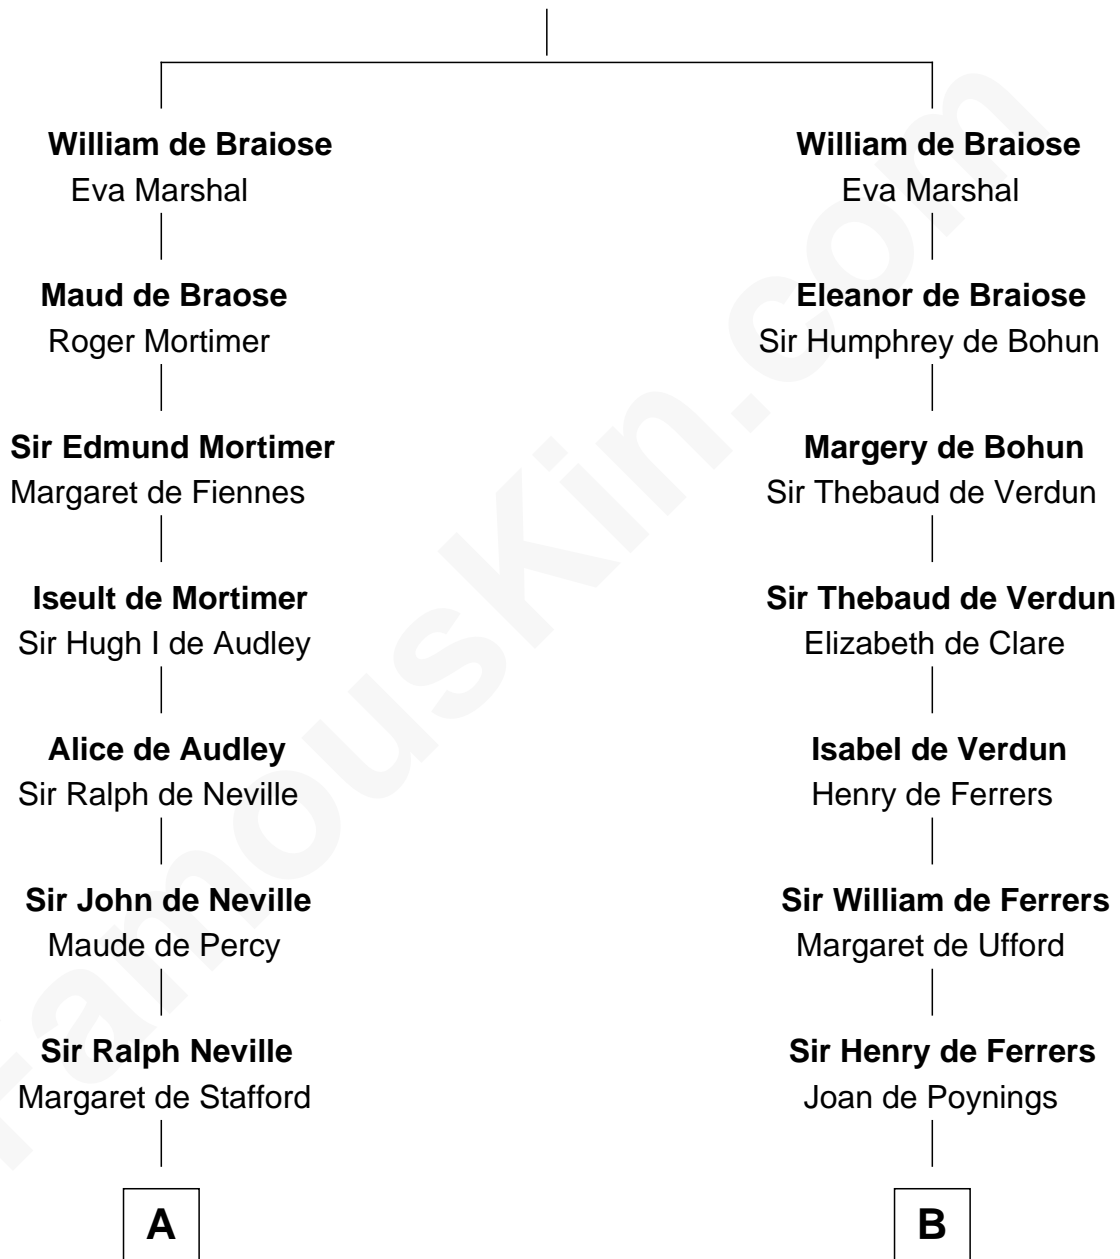 William de Braiose
Eva Marshal
Maud de Braose
Roger Mortimer
Sir Edmund Mortimer
Margaret de Fiennes
Iseult de Mortimer
Sir Hugh I de Audley
Alice de Audley
Sir Ralph de Neville
Sir John de Neville
Maude de Percy
Sir Ralph Neville
Margaret de Stafford
A
William de Braiose
Eva Marshal
Eleanor de Braiose
Sir Humphrey de Bohun
Margery de Bohun
Sir Thebaud de Verdun
Sir Thebaud de Verdun
Elizabeth de Clare
Isabel de Verdun
Henry de Ferrers
Sir William de Ferrers
Margaret de Ufford
Sir Henry de Ferrers
Joan de Poynings
B
FamousKin.com